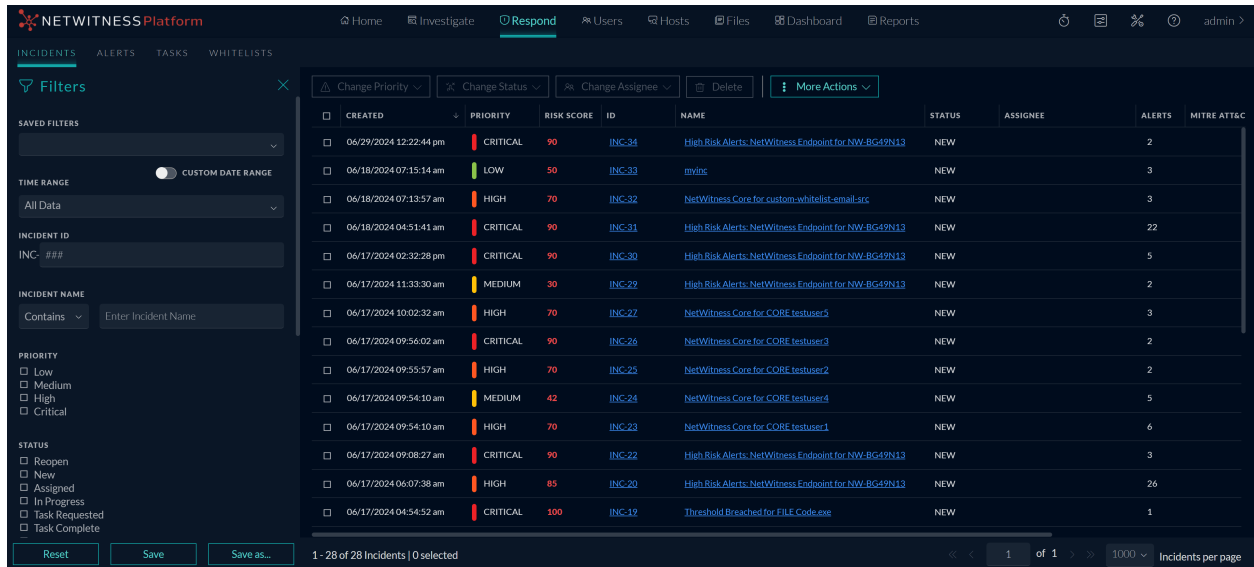 NETWITNESS Platform
Home Investigate Respond Users Hosts Files Dashboard Reports admin >
INCIDENTS ALERTS TASKS WHITELISTS
Filters
SAVED FILTERS
CUSTOM DATE RANGE
TIME RANGE
All Data
INCIDENT ID
INC- ###
INCIDENT NAME
Contains Enter Incident Name
PRIORITY
Low
Medium
High
Critical
STATUS
Reopen
New
Assigned
In Progress
Task Requested
Task Complete
Reset Save Save as...
Change Priority Change Status Change Assignee Delete More Actions
CREATED PRIORITY RISK SCORE ID NAME STATUS ASSIGNEE ALERTS MITRE ATT&C
06/29/2024 12:22:44 pm CRITICAL 90 INC-34 High Risk Alerts: NetWitness Endpoint for NW-BG49N13 NEW 2
06/18/2024 07:15:14 am LOW 50 INC-33 myinc NEW 3
06/18/2024 07:13:57 am HIGH 70 INC-32 NetWitness Core for custom-whitelist-email-src NEW 3
06/18/2024 04:51:41 am CRITICAL 90 INC-31 High Risk Alerts: NetWitness Endpoint for NW-BG49N13 NEW 22
06/17/2024 02:32:28 pm CRITICAL 90 INC-30 High Risk Alerts: NetWitness Endpoint for NW-BG49N13 NEW 5
06/17/2024 11:33:30 am MEDIUM 30 INC-29 High Risk Alerts: NetWitness Endpoint for NW-BG49N13 NEW 2
06/17/2024 10:02:32 am HIGH 70 INC-27 NetWitness Core for CORE testuser5 NEW 3
06/17/2024 09:56:02 am CRITICAL 90 INC-26 NetWitness Core for CORE testuser3 NEW 2
06/17/2024 09:55:57 am HIGH 70 INC-25 NetWitness Core for CORE testuser2 NEW 2
06/17/2024 09:54:10 am MEDIUM 42 INC-24 NetWitness Core for CORE testuser4 NEW 5
06/17/2024 09:54:10 am HIGH 70 INC-23 NetWitness Core for CORE testuser1 NEW 6
06/17/2024 09:08:27 am CRITICAL 90 INC-22 High Risk Alerts: NetWitness Endpoint for NW-BG49N13 NEW 3
06/17/2024 06:07:38 am HIGH 85 INC-20 High Risk Alerts: NetWitness Endpoint for NW-BG49N13 NEW 26
06/17/2024 04:54:52 am CRITICAL 100 INC-19 Threshold Breached for FILE Code.exe NEW 1
1 - 28 of 28 Incidents | 0 selected << < 1 of 1 > >> 1000 Incidents per page